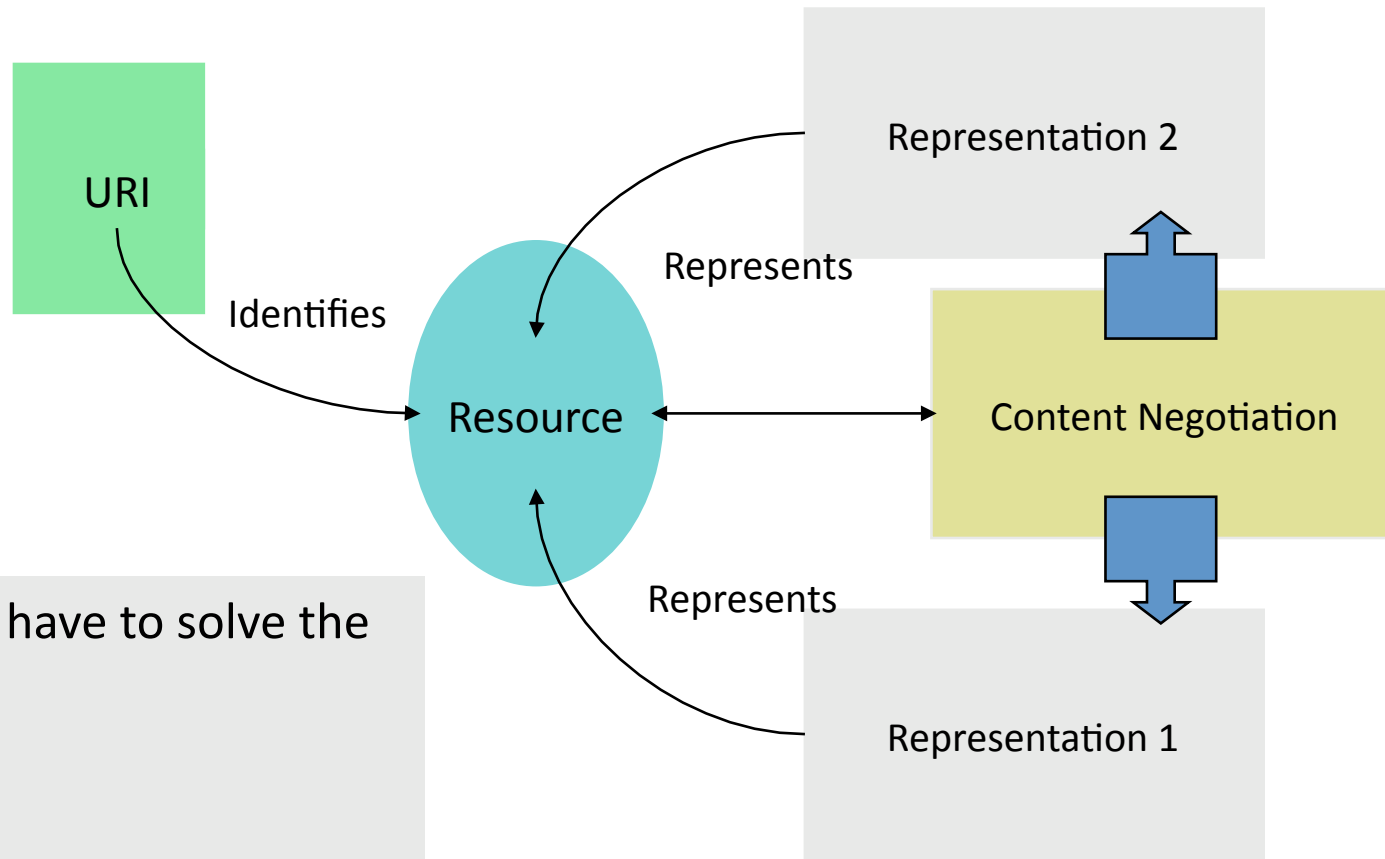 Representation 2
URI
Represents
Identifies
Resource
Content Negotiation
Represents
have to solve the
Representation 1